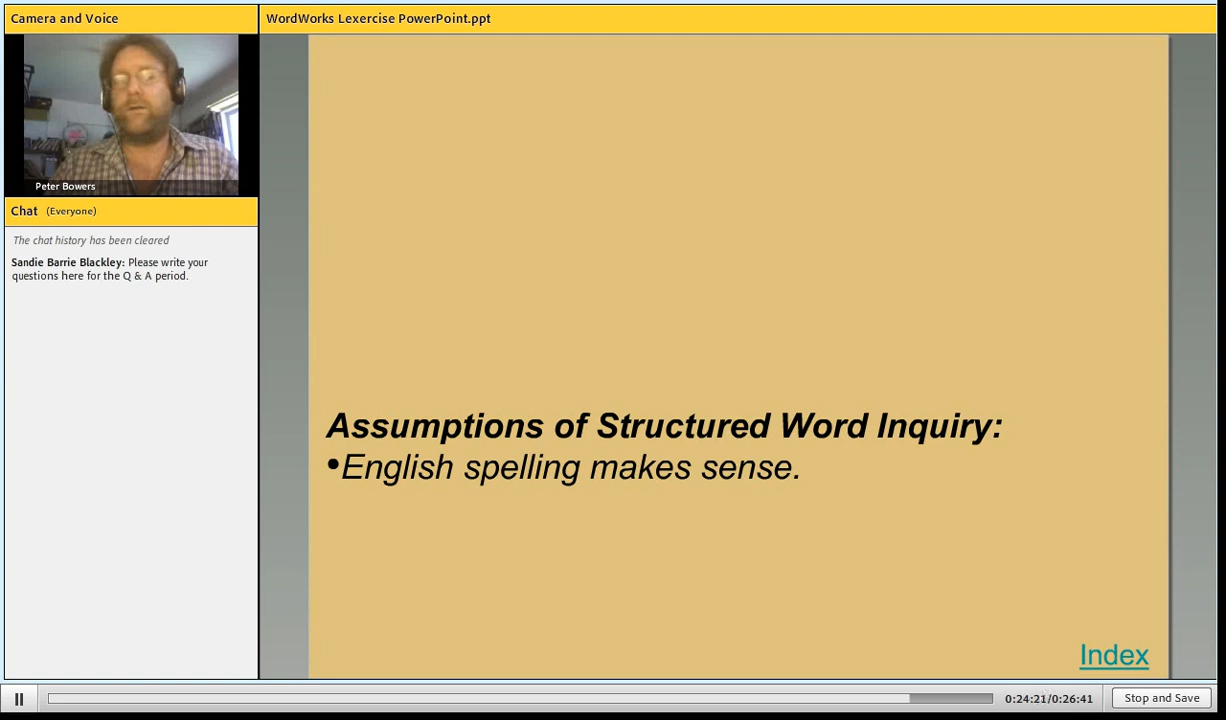 Camera and Voice
WordWorks Lexercise PowerPoint.ppt
Peter Bowers
Chat (Everyone)
The chat history has been cleared
Sandie Barrie Blackley: Please write your
questions here for the Q & A period.
Assumptions of Structured Word Inquiry:
•English spelling makes sense.
Index
0:24:21/0:26:41
Stop and Save